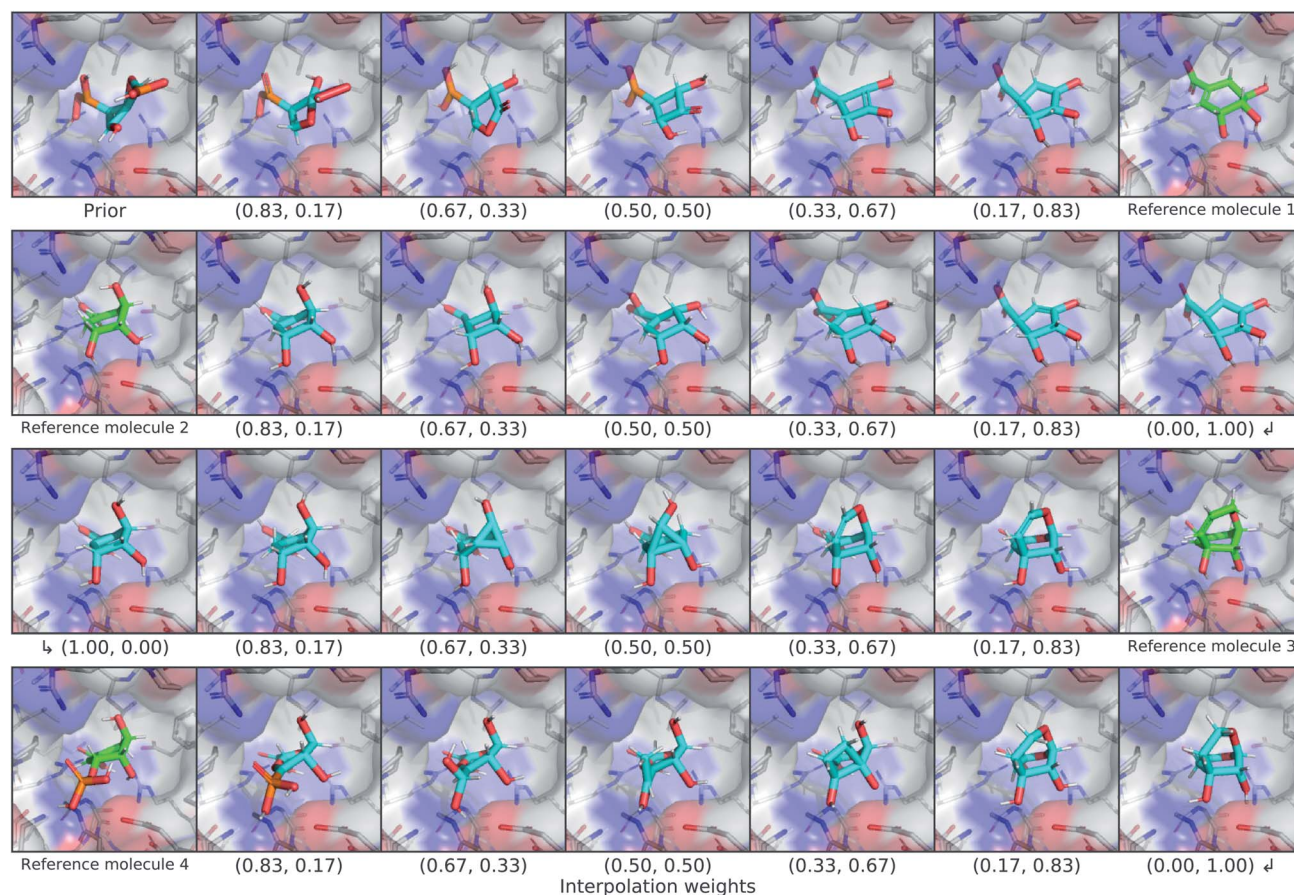 Prior (0.83, 0.17) (0.67, 0.33) (0.50, 0.50) (0.33, 0.67) (0.17, 0.83) Reference molecule 1
Reference molecule 2 (0.83, 0.17) (0.67, 0.33) (0.50, 0.50) (0.33, 0.67) (0.17, 0.83) (0.00, 1.00) ↲
↳ (1.00, 0.00) (0.83, 0.17) (0.67, 0.33) (0.50, 0.50) (0.33, 0.67) (0.17, 0.83) Reference molecule 3
Reference molecule 4 (0.83, 0.17) (0.67, 0.33) (0.50, 0.50) (0.33, 0.67) (0.17, 0.83) (0.00, 1.00) ↲
Interpolation weights